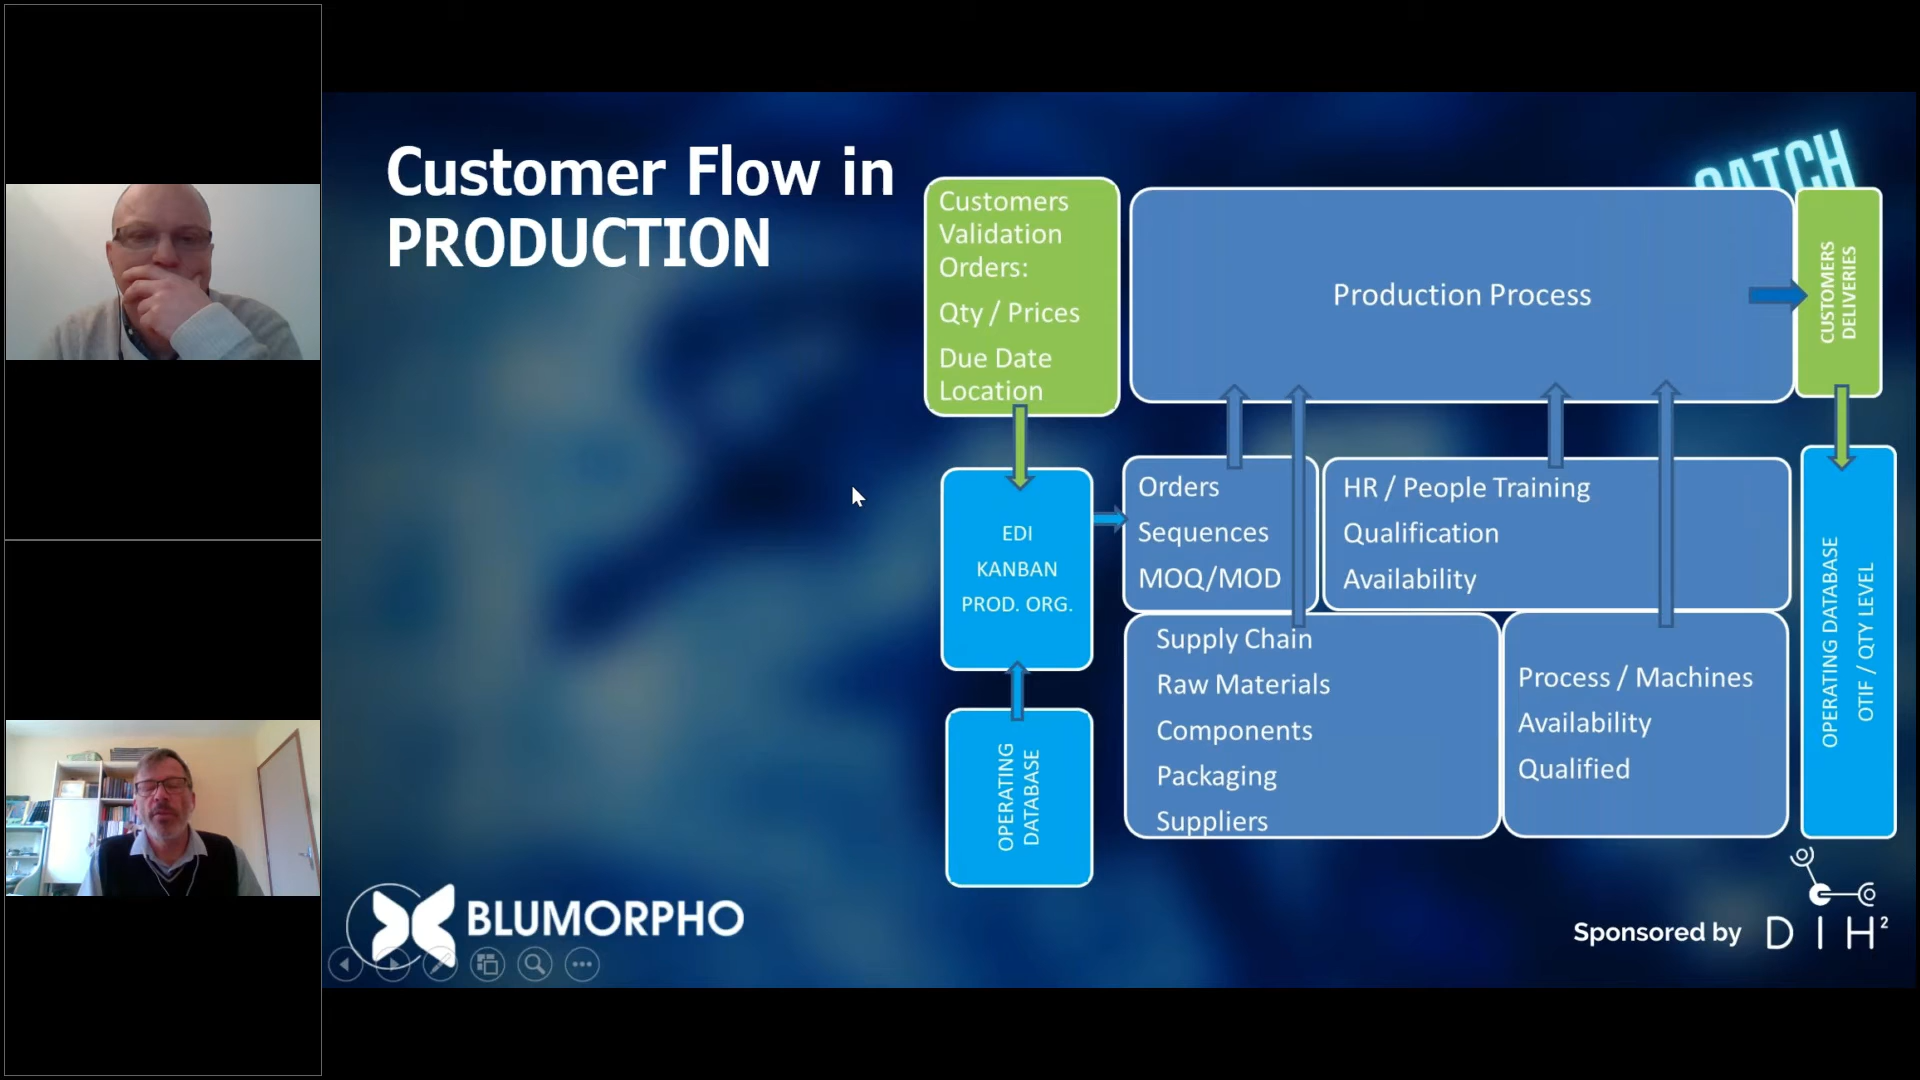 Customer Flow in
PRODUCTION
Customers
Validation
Orders:
Qty / Prices
Due Date
Location
Production Process
CUSTOMERS
DELIVERIES
EDI
KANBAN
PROD. ORG.
Orders
Sequences
MOQ/MOD
HR / People Training
Qualification
Availability
OPERATING DATABASE
OTIF / QTY LEVEL
OPERATING
DATABASE
Supply Chain
Raw Materials
Components
Packaging
Suppliers
Process / Machines
Availability
Qualified
BLUMORPHO
Sponsored by DIH²